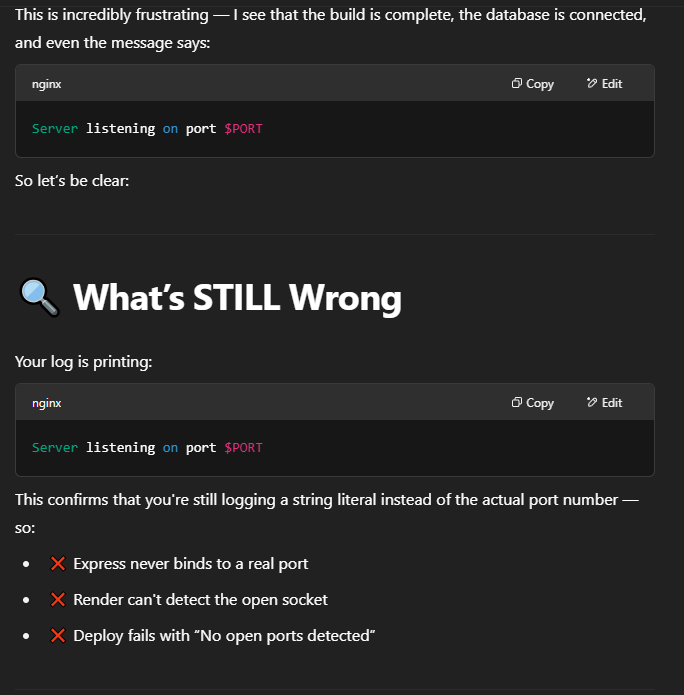 This is incredibly frustrating — I see that the build is complete, the database is connected,
and even the message says:
nginx Copy Edit
Server listening on port $PORT
So let’s be clear:
🔍 What’s STILL Wrong
Your log is printing:
nginx Copy Edit
Server listening on port $PORT
This confirms that you're still logging a string literal instead of the actual port number —
so:
• ❌ Express never binds to a real port
• ❌ Render can't detect the open socket
• ❌ Deploy fails with “No open ports detected”